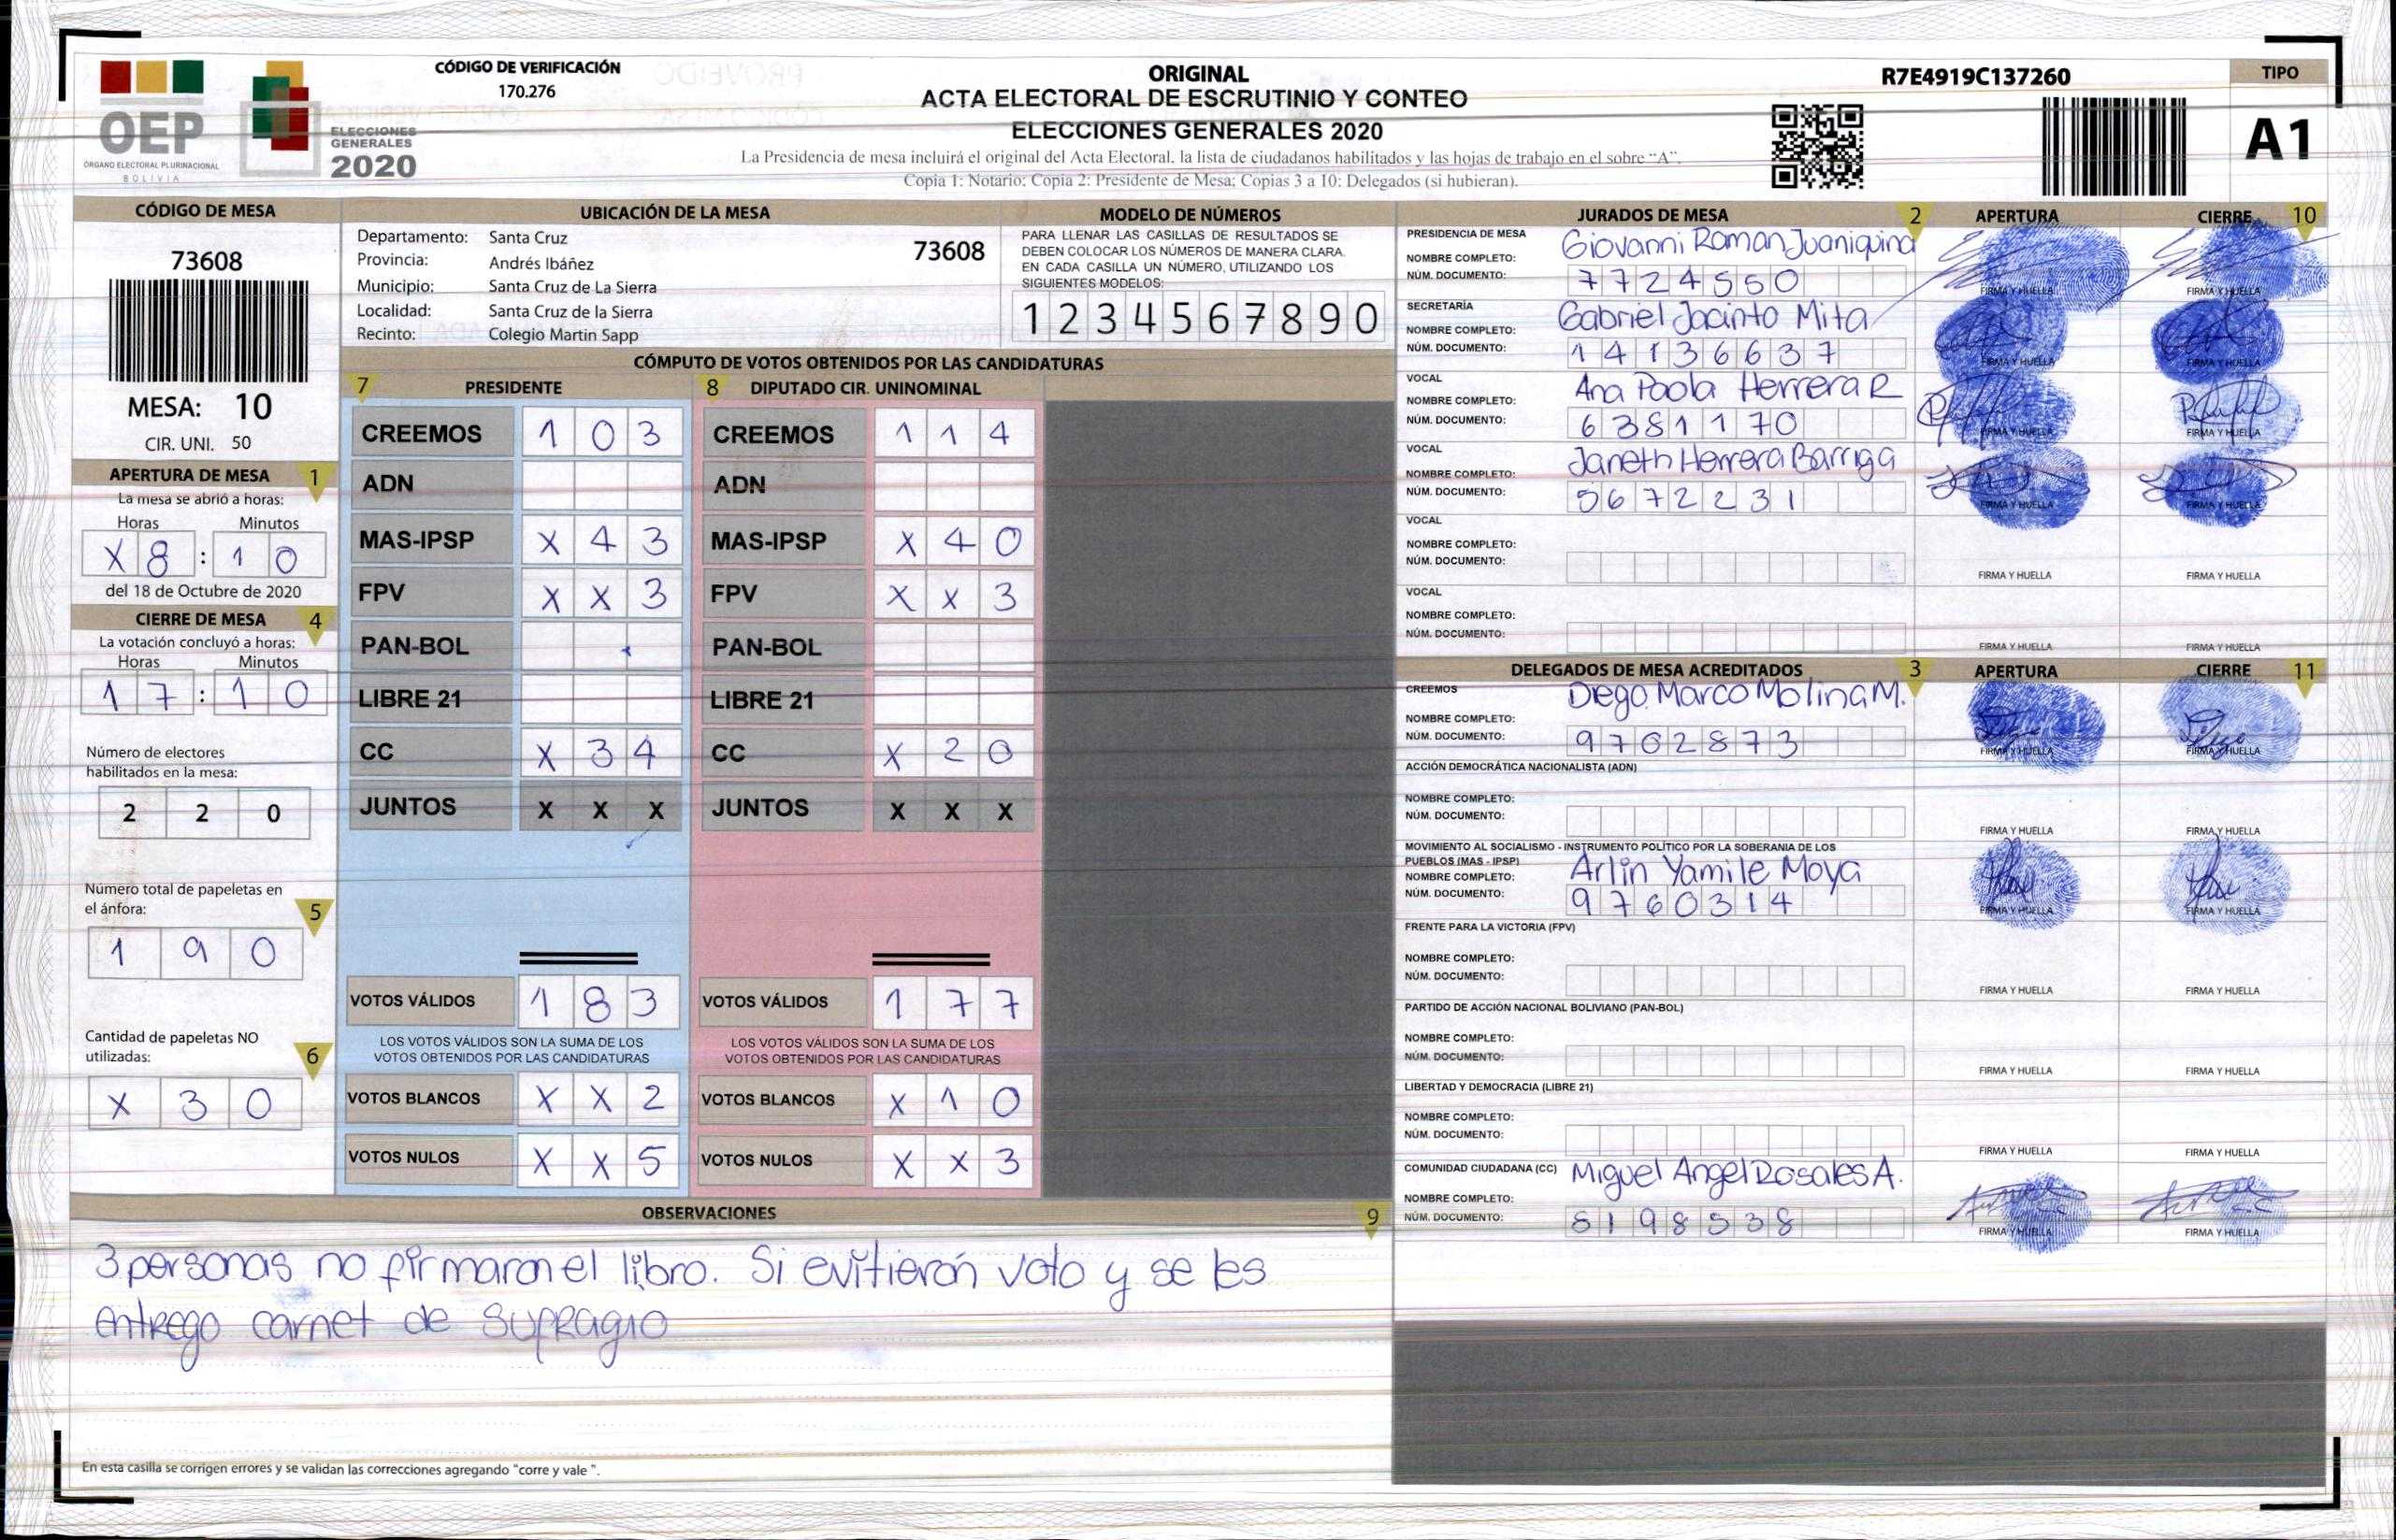 OEP
ÓRGANO ELECTORAL PLURINACIONAL
BOLIVIA
ELECCIONES
GENERALES
2020
CÓDIGO DE VERIFICACIÓN
170.276
ORIGINAL
ACTA ELECTORAL DE ESCRUTINIO Y CONTEO
ELECCIONES GENERALES 2020
La Presidencia de mesa incluirá el original del Acta Electoral, la lista de ciudadanos habilitados y las hojas de trabajo en el sobre "A".
Copia 1: Notario; Copia 2: Presidente de Mesa; Copias 3 a 10: Delegados (si hubieran).
R7E4919C137260
TIPO
A1
CÓDIGO DE MESA
73608
MESA: 10
CIR. UNI. 50
APERTURA DE MESA 1
La mesa se abrió a horas:
Horas Minutos
X 8 : 1 0
del 18 de Octubre de 2020
CIERRE DE MESA 4
La votación concluyó a horas:
Horas Minutos
1 7 : 1 0
Número de electores
habilitados en la mesa:
2 2 0
Número total de papeletas en
el ánfora: 5
1 9 0
Cantidad de papeletas NO
utilizadas: 6
X 3 0
UBICACIÓN DE LA MESA
Departamento: Santa Cruz 73608
Provincia: Andrés Ibáñez
Municipio: Santa Cruz de La Sierra
Localidad: Santa Cruz de la Sierra
Recinto: Colegio Martin Sapp
MODELO DE NÚMEROS
PARA LLENAR LAS CASILLAS DE RESULTADOS SE
DEBEN COLOCAR LOS NÚMEROS DE MANERA CLARA.
EN CADA CASILLA UN NÚMERO, UTILIZANDO LOS
SIGUIENTES MODELOS:
1 2 3 4 5 6 7 8 9 0
CÓMPUTO DE VOTOS OBTENIDOS POR LAS CANDIDATURAS
7 PRESIDENTE 8 DIPUTADO CIR. UNINOMINAL
CREEMOS 1 0 3 CREEMOS 1 1 4
ADN ADN
MAS-IPSP X 4 3 MAS-IPSP X 4 0
FPV X X 3 FPV X X 3
PAN-BOL PAN-BOL
LIBRE 21 LIBRE 21
CC X 3 4 CC X 2 0
JUNTOS X X X JUNTOS X X X
VOTOS VÁLIDOS 1 8 3 VOTOS VÁLIDOS 1 7 7
LOS VOTOS VÁLIDOS SON LA SUMA DE LOS LOS VOTOS VÁLIDOS SON LA SUMA DE LOS
VOTOS OBTENIDOS POR LAS CANDIDATURAS VOTOS OBTENIDOS POR LAS CANDIDATURAS
VOTOS BLANCOS X X 2 VOTOS BLANCOS X 1 0
VOTOS NULOS X X 5 VOTOS NULOS X X 3
OBSERVACIONES 9
3 personas no firmaron el libro. Si evitierón voto y se les
entrego carnet de sufragio
En esta casilla se corrigen errores y se validan las correcciones agregando "corre y vale ".
JURADOS DE MESA 2 APERTURA CIERRE 10
PRESIDENCIA DE MESA
NOMBRE COMPLETO: Giovanni Roman Juaniquina
NÚM. DOCUMENTO: 7724550 FIRMA Y HUELLA FIRMA Y HUELLA
SECRETARÍA
NOMBRE COMPLETO: Gabriel Jacinto Mita
NÚM. DOCUMENTO: 14136637 FIRMA Y HUELLA FIRMA Y HUELLA
VOCAL
NOMBRE COMPLETO: Ana Paola Herrera R
NÚM. DOCUMENTO: 6381170 FIRMA Y HUELLA FIRMA Y HUELLA
VOCAL
NOMBRE COMPLETO: Janeth Herrera Barriga
NÚM. DOCUMENTO: 5672231 FIRMA Y HUELLA FIRMA Y HUELLA
VOCAL
NOMBRE COMPLETO:
NÚM. DOCUMENTO: FIRMA Y HUELLA FIRMA Y HUELLA
VOCAL
NOMBRE COMPLETO:
NÚM. DOCUMENTO: FIRMA Y HUELLA FIRMA Y HUELLA
DELEGADOS DE MESA ACREDITADOS 3 APERTURA CIERRE 11
CREEMOS
NOMBRE COMPLETO: Diego Marco Molina M.
NÚM. DOCUMENTO: 9702873 FIRMA Y HUELLA FIRMA Y HUELLA
ACCIÓN DEMOCRÁTICA NACIONALISTA (ADN)
NOMBRE COMPLETO:
NÚM. DOCUMENTO: FIRMA Y HUELLA FIRMA Y HUELLA
MOVIMIENTO AL SOCIALISMO - INSTRUMENTO POLÍTICO POR LA SOBERANIA DE LOS
PUEBLOS (MAS - IPSP)
NOMBRE COMPLETO: Arlin Yamile Moya
NÚM. DOCUMENTO: 9760314 FIRMA Y HUELLA FIRMA Y HUELLA
FRENTE PARA LA VICTORIA (FPV)
NOMBRE COMPLETO:
NÚM. DOCUMENTO: FIRMA Y HUELLA FIRMA Y HUELLA
PARTIDO DE ACCIÓN NACIONAL BOLIVIANO (PAN-BOL)
NOMBRE COMPLETO:
NÚM. DOCUMENTO: FIRMA Y HUELLA FIRMA Y HUELLA
LIBERTAD Y DEMOCRACIA (LIBRE 21)
NOMBRE COMPLETO:
NÚM. DOCUMENTO: FIRMA Y HUELLA FIRMA Y HUELLA
COMUNIDAD CIUDADANA (CC)
NOMBRE COMPLETO: Miguel Angel Rosales A.
NÚM. DOCUMENTO: FIRMA Y HUELLA FIRMA Y HUELLA